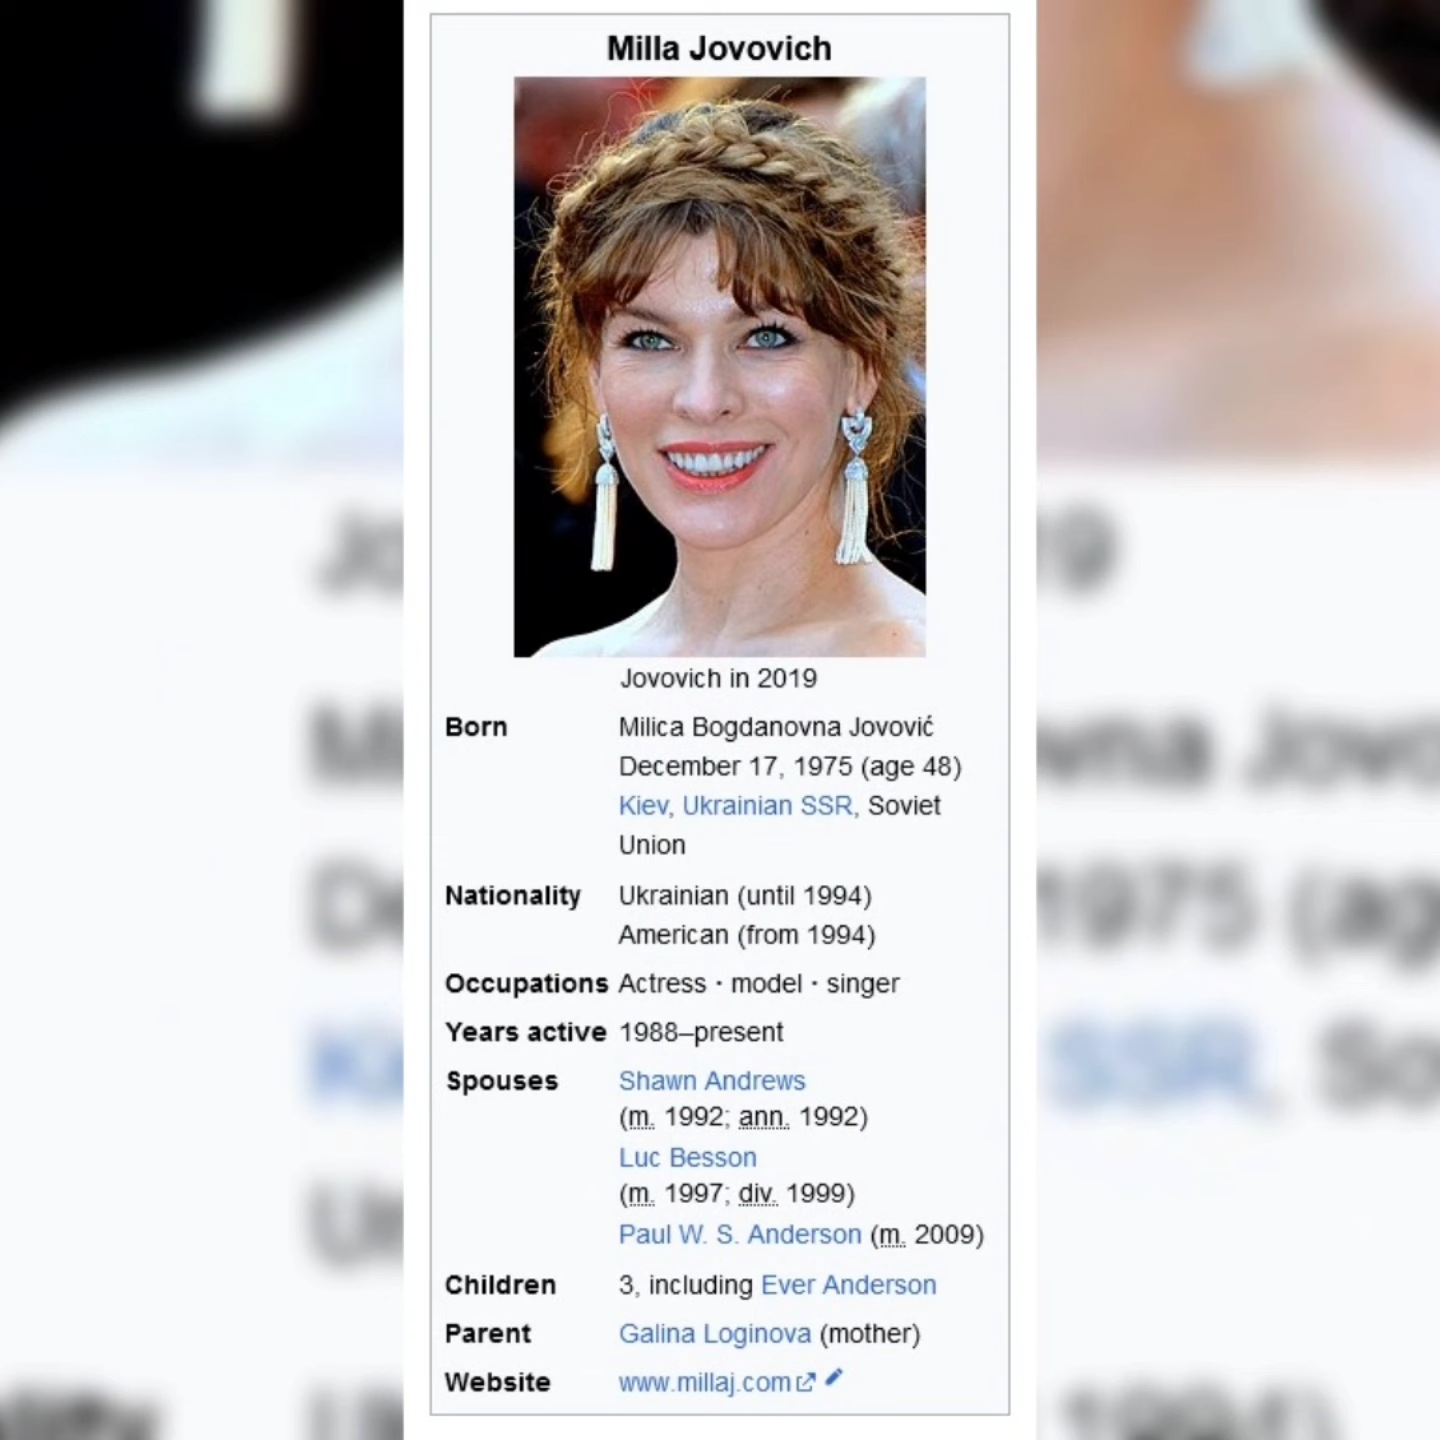 Milla Jovovich
Jovovich in 2019
Born Milica Bogdanovna Jovović
December 17, 1975 (age 48)
Kiev, Ukrainian SSR, Soviet
Union
Nationality Ukrainian (until 1994)
American (from 1994)
Occupations Actress · model · singer
Years active 1988–present
Spouses Shawn Andrews
(m. 1992; ann. 1992)
Luc Besson
(m. 1997; div. 1999)
Paul W. S. Anderson (m. 2009)
Children 3, including Ever Anderson
Parent Galina Loginova (mother)
Website www.millaj.com